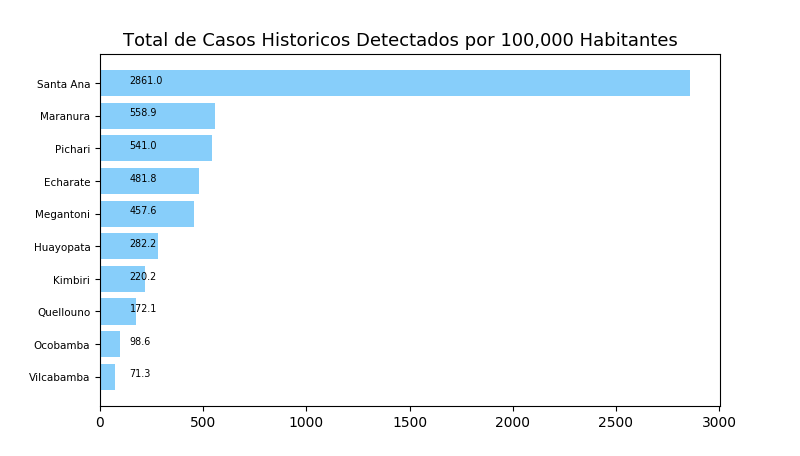 Total de Casos Historicos Detectados por 100,000 Habitantes
Santa Ana 2861.0
Maranura 558.9
Pichari 541.0
Echarate 481.8
Megantoni 457.6
Huayopata 282.2
Kimbiri 220.2
Quellouno 172.1
Ocobamba 98.6
Vilcabamba 71.3
0 500 1000 1500 2000 2500 3000